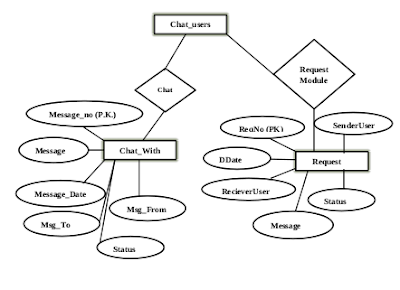 Chat_users
Request
Module
Chat
Message_no (P.K.)
ReqNo (PK)
SenderUser
Message
Chat_With
DDate
Request
Message_Date
RecieverUser
Msg_To
Msg_From
Status
Message
Status